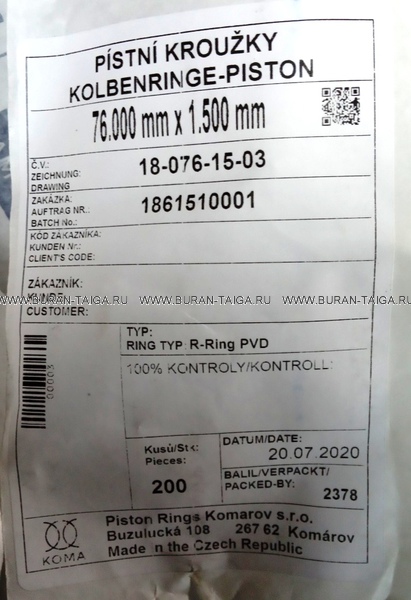 PÍSTNÍ KROUŽKY
KOLBENRINGE-PISTON
76.000 mm x 1.500 mm
Č.V.:
ZEICHNUNG: 18-076-15-03
DRAWING
ZAKÁZKA:
AUFTRAG NR.: 1861510001
BATCH No.:
KÓD ZÁKAZNÍKA:
KUNDEN Nr.:
CLIENT'S CODE:
ZÁKAZNÍK:
KUNDE:
WWW.BURAN-TAIGA.RU WWW.BURAN-TAIGA.RU WWW.BURAN-TAIGA.RU
CUSTOMER:
00003
TYP:
RING TYP: R-Ring PVD
100% KONTROLY/KONTROLL:
Kusů/Stk:
Pieces:
200
DATUM/DATE:
20.07.2020
BALIL/VERPACKT/
PACKED-BY:
2378
KOMA
Piston Rings Komarov s.r.o.
Buzulucká 108 267 62 Komárov
Made in the Czech Republic